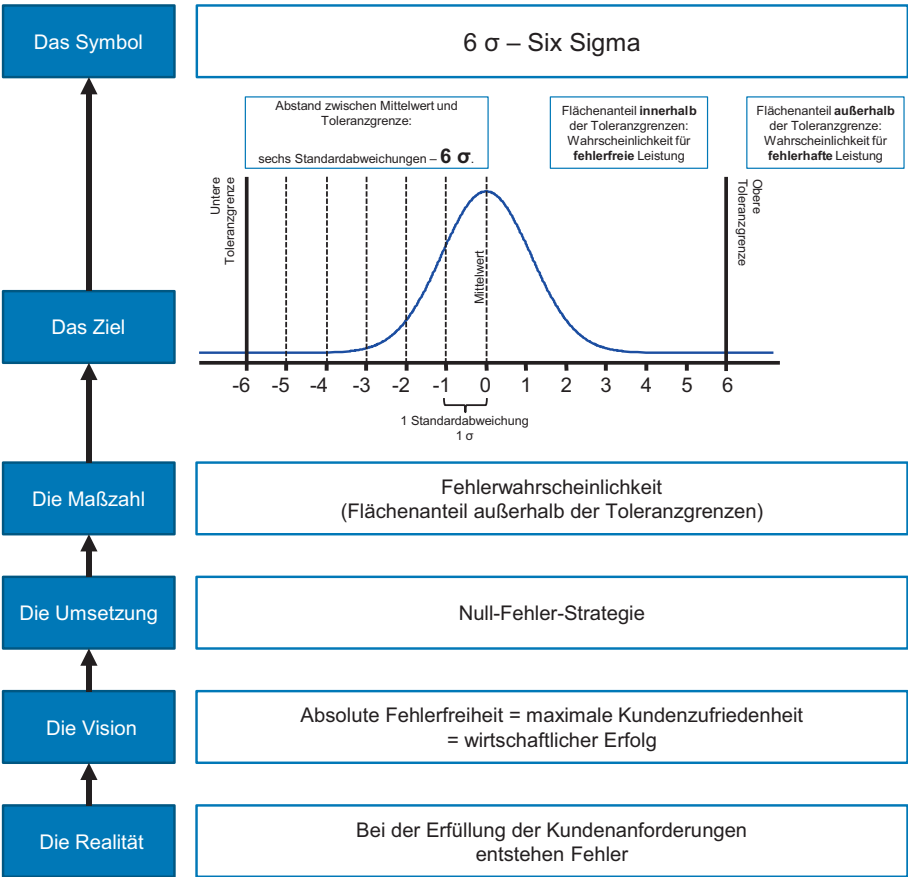 Das Symbol
6 σ – Six Sigma
Abstand zwischen Mittelwert und
Toleranzgrenze:
sechs Standardabweichungen – 6 σ.
Flächenanteil innerhalb
der Toleranzgrenzen:
Wahrscheinlichkeit für
fehlerfreie Leistung
Flächenanteil außerhalb
der Toleranzgrenze:
Wahrscheinlichkeit für
fehlerhafte Leistung
Das Ziel
Untere
Toleranzgrenze
Mittelwert
Obere
Toleranzgrenze
-6 -5 -4 -3 -2 -1 0 1 2 3 4 5 6
1 Standardabweichung
1 σ
Die Maßzahl
Fehlerwahrscheinlichkeit
(Flächenanteil außerhalb der Toleranzgrenzen)
Die Umsetzung
Null-Fehler-Strategie
Die Vision
Absolute Fehlerfreiheit = maximale Kundenzufriedenheit
= wirtschaftlicher Erfolg
Die Realität
Bei der Erfüllung der Kundenanforderungen
entstehen Fehler